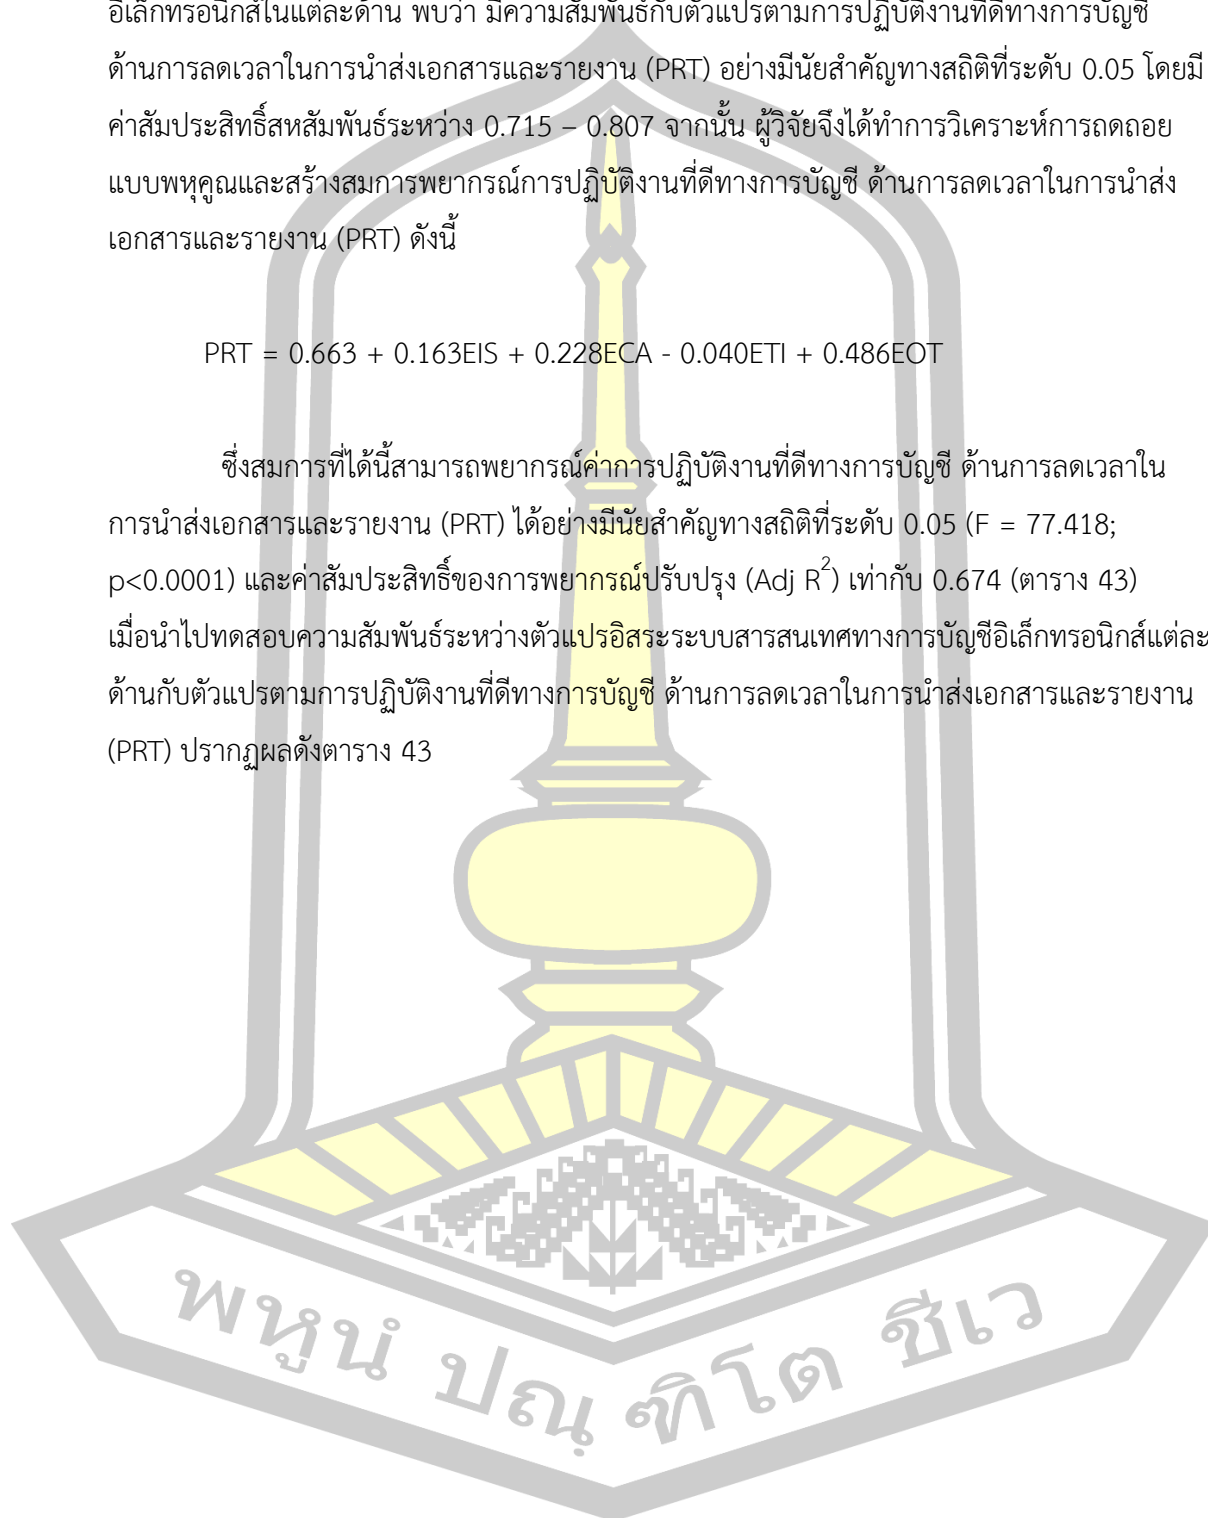 อิเล็กทรอนิกส์ในแต่ละด้าน พบว่า มีความสัมพันธ์กับตัวแปรตามการปฏิบัติงานที่ดีทางการบัญชี
ด้านการลดเวลาในการนำส่งเอกสารและรายงาน (PRT) อย่างมีนัยสำคัญทางสถิติที่ระดับ 0.05 โดยมี
ค่าสัมประสิทธิ์สหสัมพันธ์ระหว่าง 0.715 – 0.807 จากนั้น ผู้วิจัยจึงได้ทำการวิเคราะห์การถดถอย
แบบพหุคูณและสร้างสมการพยากรณ์การปฏิบัติงานที่ดีทางการบัญชี ด้านการลดเวลาในการนำส่ง
เอกสารและรายงาน (PRT) ดังนี้
PRT = 0.663 + 0.163EIS + 0.228ECA - 0.040ETI + 0.486EOT
ซึ่งสมการที่ได้นี้สามารถพยากรณ์ค่าการปฏิบัติงานที่ดีทางการบัญชี ด้านการลดเวลาใน
การนำส่งเอกสารและรายงาน (PRT) ได้อย่างมีนัยสำคัญทางสถิติที่ระดับ 0.05 (F = 77.418;
p<0.0001) และค่าสัมประสิทธิ์ของการพยากรณ์ปรับปรุง (Adj R²) เท่ากับ 0.674 (ตาราง 43)
เมื่อนำไปทดสอบความสัมพันธ์ระหว่างตัวแปรอิสระระบบสารสนเทศทางการบัญชีอิเล็กทรอนิกส์แต่ละ
ด้านกับตัวแปรตามการปฏิบัติงานที่ดีทางการบัญชี ด้านการลดเวลาในการนำส่งเอกสารและรายงาน
(PRT) ปรากฏผลดังตาราง 43
พหูนํ ปณฺฑิโต ชีเว